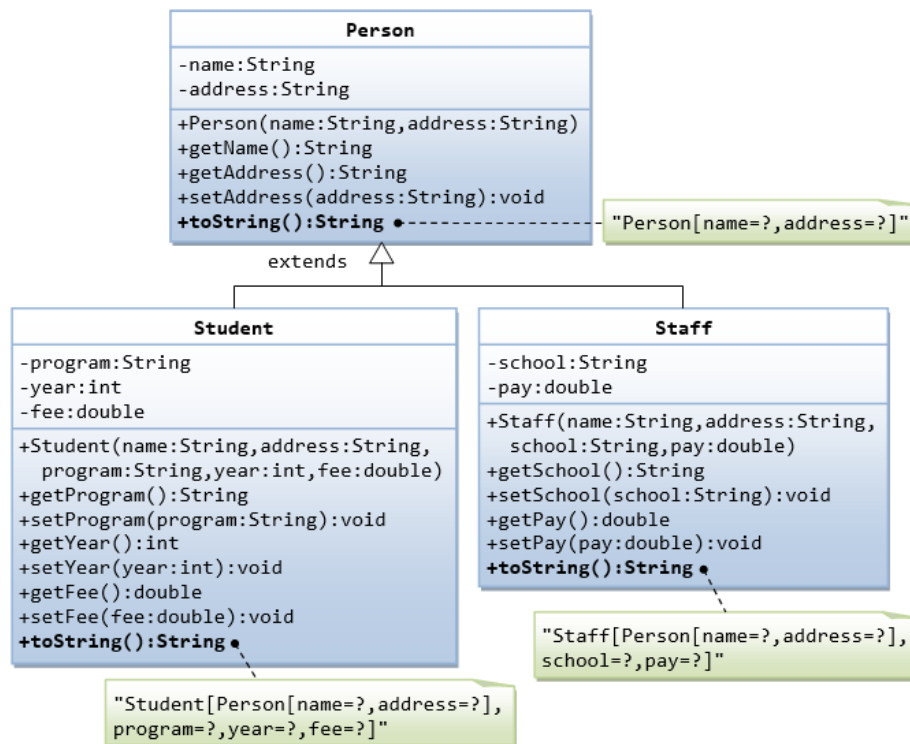 Person
-name:String
-address:String
+Person(name:String,address:String)
+getName():String
+getAddress():String
+setAddress(address:String):void
+toString():String
"Person[name=?,address=?]"
extends
Student
-program:String
-year:int
-fee:double
+Student(name:String,address:String,
program:String,year:int,fee:double)
+getProgram():String
+setProgram(program:String):void
+getYear():int
+setYear(year:int):void
+getFee():double
+setFee(fee:double):void
+toString():String
"Student[Person[name=?,address=?],
program=?,year=?,fee=?]"
Staff
-school:String
-pay:double
+Staff(name:String,address:String,
school:String,pay:double)
+getSchool():String
+setSchool(school:String):void
+getPay():double
+setPay(pay:double):void
+toString():String
"Staff[Person[name=?,address=?],
school=?,pay=?]"